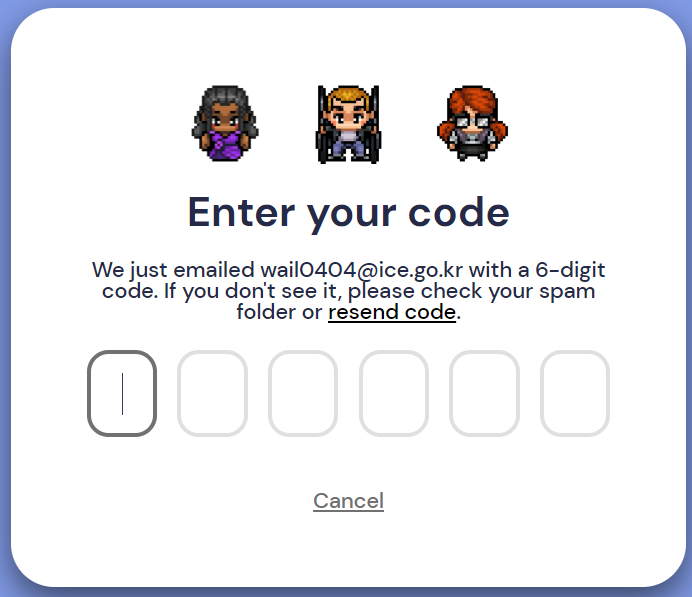 Enter your code
We just emailed wail0404@ice.go.kr with a 6-digit
code. If you don't see it, please check your spam
folder or resend code.
Cancel